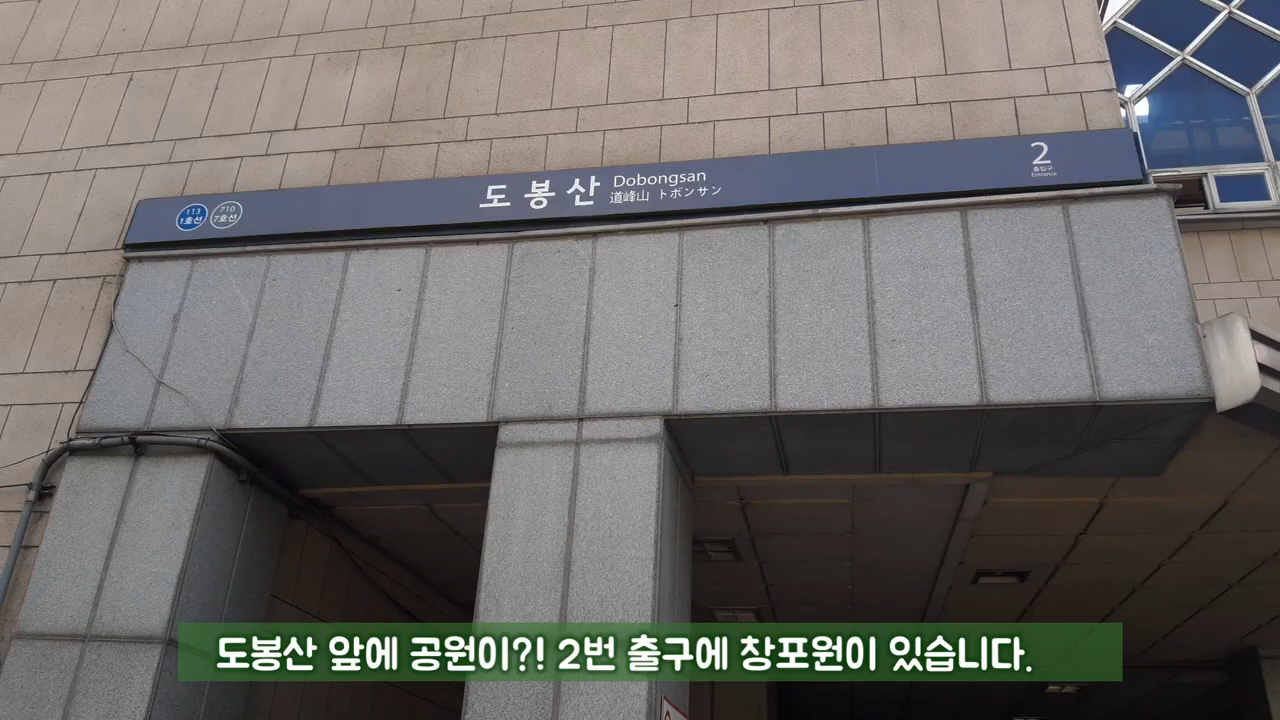 113
1호선
710
7호선
도봉산
Dobongsan
道峰山 トボンサン
2
출입구
Entrance
도봉산 앞에 공원이?! 2번 출구에 창포원이 있습니다.